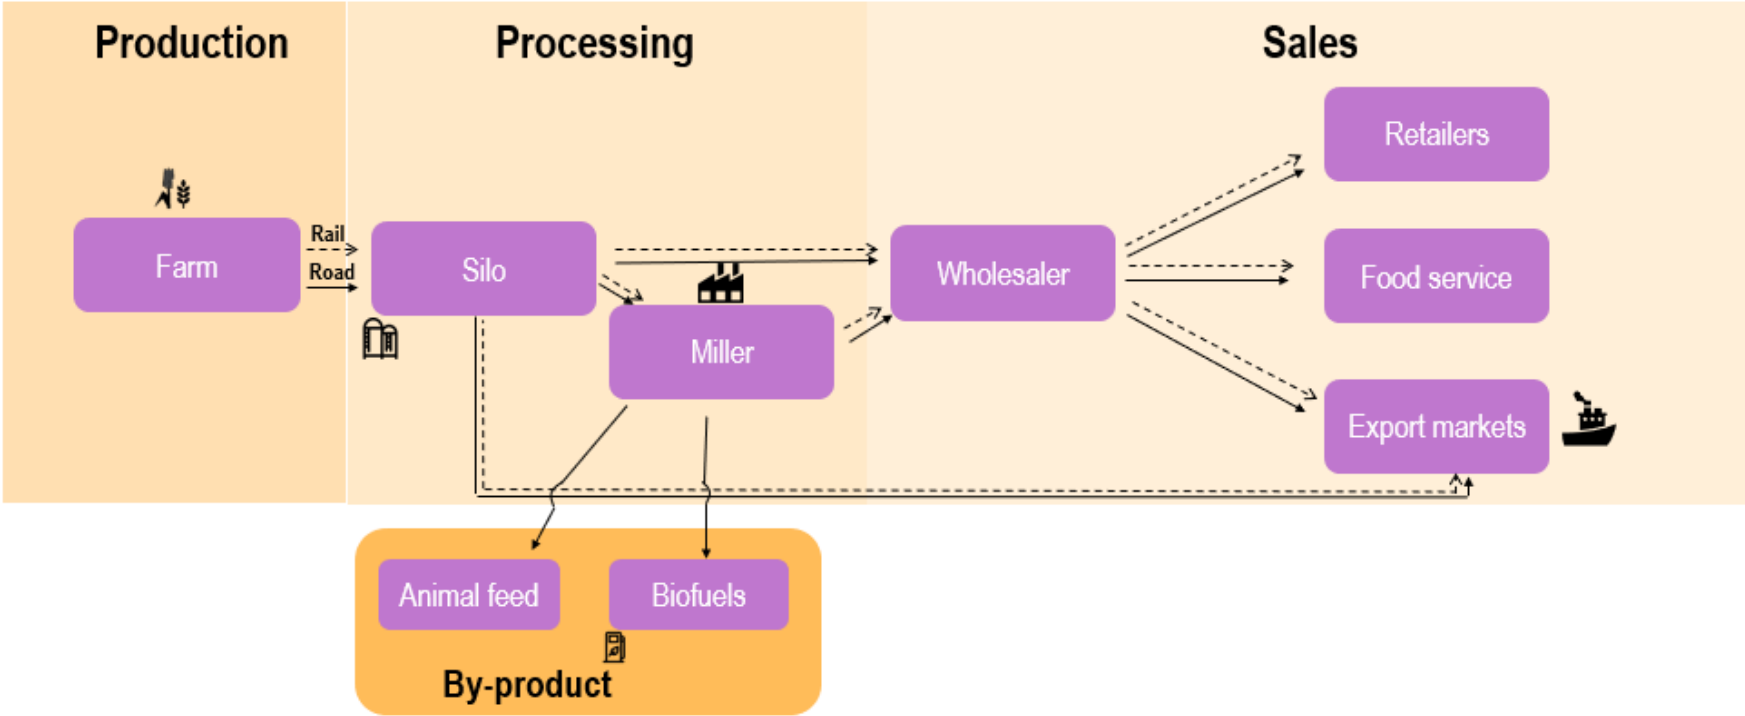 Production
Processing
Sales
Retailers
Rail
Road
Farm
Silo
Wholesaler
Food service
Miller
Export markets
Animal feed
Biofuels
By-product